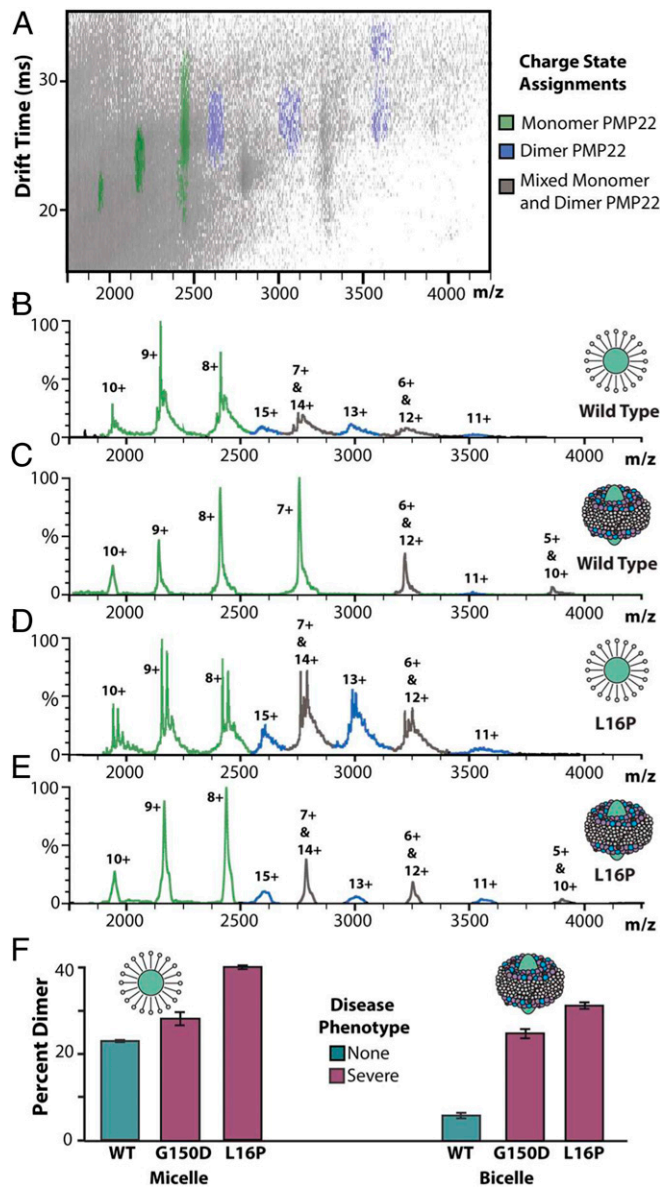 A
Drift Time (ms)
30
20
2000 2500 3000 3500 4000 m/z
Charge State
Assignments
Monomer PMP22
Dimer PMP22
Mixed Monomer
and Dimer PMP22
B
100
%
10+
9+
8+
15+
7+
&
14+
13+
6+
&
12+
11+
Wild Type
2000 2500 3000 3500 4000 m/z
C
100
%
10+
9+
8+
7+
6+
&
12+
11+
5+
& 10+
Wild Type
2000 2500 3000 3500 4000 m/z
D
100
%
10+
9+
8+
15+
7+
&
14+
13+
6+
&
12+
11+
L16P
2000 2500 3000 3500 4000 m/z
E
100
%
10+
9+
8+
15+
7+
&
14+
13+
6+
&
12+
11+
5+
&
10+
L16P
2000 2500 3000 3500 4000 m/z
F
Percent Dimer
40
20
0
Disease
Phenotype
None
Severe
WT G150D L16P
Micelle
WT G150D L16P
Bicelle